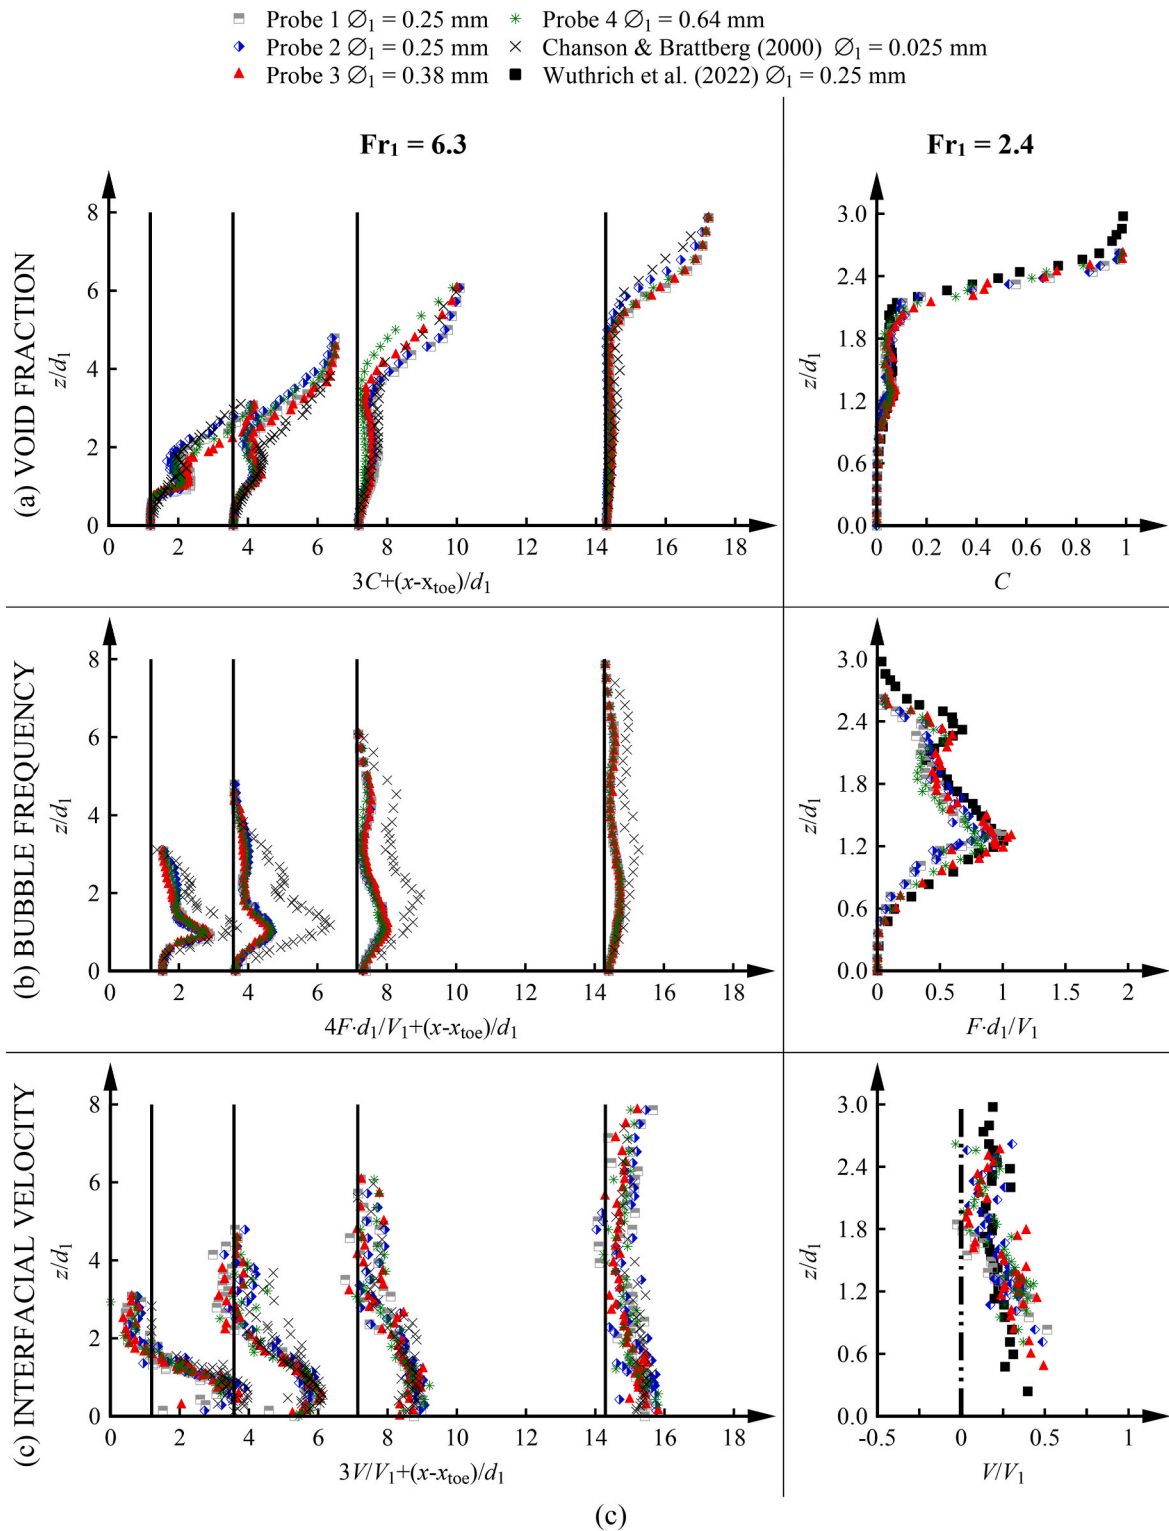 Probe 1 ∅1 = 0.25 mm
Probe 4 ∅1 = 0.64 mm
Probe 2 ∅1 = 0.25 mm
Chanson & Brattberg (2000) ∅1 = 0.025 mm
Probe 3 ∅1 = 0.38 mm
Wuthrich et al. (2022) ∅1 = 0.25 mm
Fr1 = 6.3
Fr1 = 2.4
(a) VOID FRACTION
z/d1
8
6
4
2
0
0 2 4 6 8 10 12 14 16 18
3C+(x-xtoe)/d1
z/d1
3.0
2.4
1.8
1.2
0.6
0.0
0 0.2 0.4 0.6 0.8 1
C
(b) BUBBLE FREQUENCY
z/d1
8
6
4
2
0
0 2 4 6 8 10 12 14 16 18
4F·d1/V1+(x-xtoe)/d1
z/d1
3.0
2.4
1.8
1.2
0.6
0.0
0 0.5 1 1.5 2
F·d1/V1
(c) INTERFACIAL VELOCITY
z/d1
8
6
4
2
0
0 2 4 6 8 10 12 14 16 18
3V/V1+(x-xtoe)/d1
z/d1
3.0
2.4
1.8
1.2
0.6
0.0
-0.5 0 0.5 1
V/V1
(c)